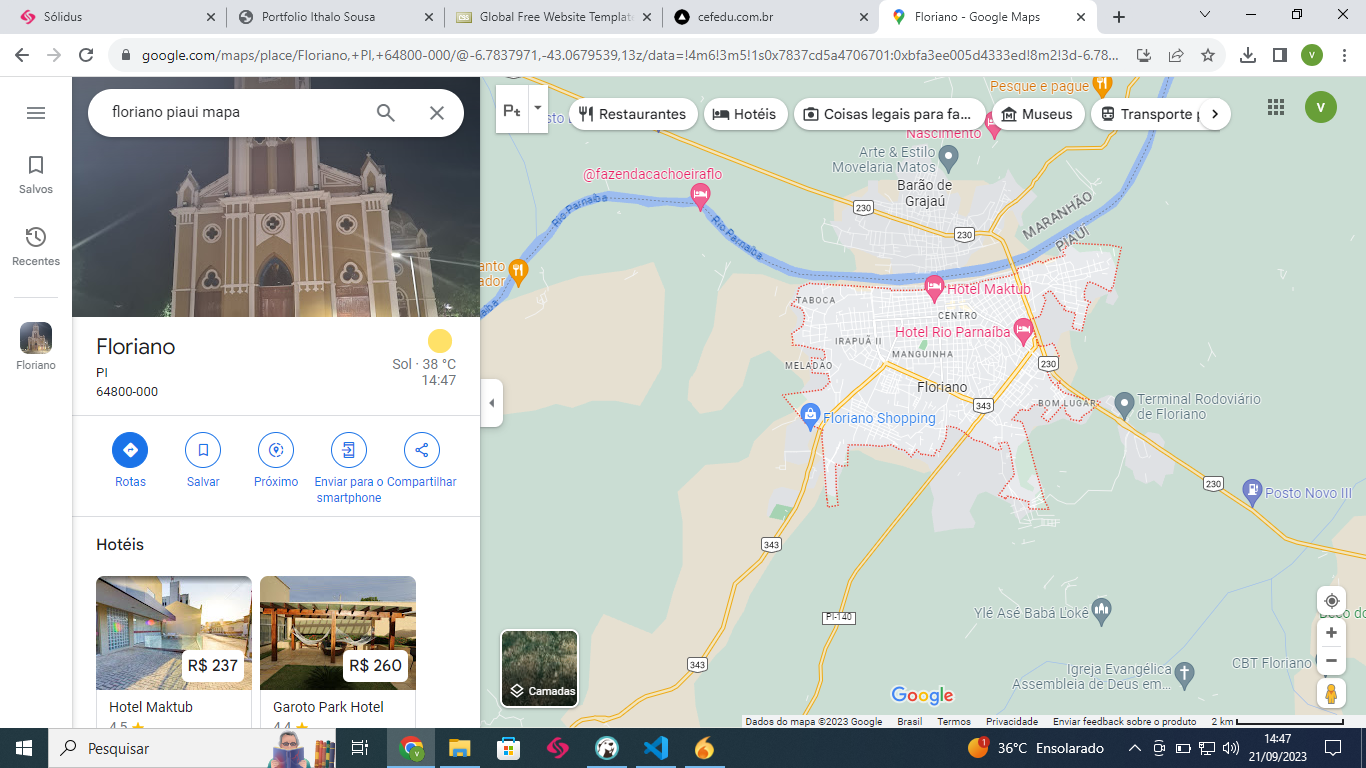 Sólidus
Portfolio Ithalo Sousa
Global Free Website Templat
cefedu.com.br
Floriano - Google Maps
google.com/maps/place/Floriano,+PI,+64800-000/@-6.7837971,-43.0679539,13z/data=!4m6!3m5!1s0x7837cd5a4706701:0xbfa3ee005d4333ed!8m2!3d-6.78...
V
floriano piaui mapa
Salvos
Recentes
Floriano
Floriano
PI
64800-000
Sol · 38 °C
14:47
Rotas
Salvar
Próximo
Enviar para o
smartphone
Compartilhar
Hotéis
R$ 237
R$ 260
Hotel Maktub
Garoto Park Hotel
4,5
4,4
Restaurantes
Hotéis
Coisas legais para fa...
Museus
Transporte
V
Pesque e pague
Nascimento
Arte & Estilo
Movelaria Matos
@fazendacachoeiraflo
Barão de
Grajaú
230
230
MARANHÃO
PIAUÍ
Rio Parnaíba
Rio Parnaíba
Hotel Maktub
TABOCA
CENTRO
Hotel Rio Parnaíba
IRAPUÁ II
MANGUINHA
MELADÃO
230
Floriano
343
BOM LUGAR
Terminal Rodoviário
de Floriano
Floriano Shopping
230
Posto Novo III
343
PI-140
Ylé Asé Babá Loké
343
Igreja Evangélica
Assembleia de Deus em...
CBT Floriano
Camadas
Google
Dados do mapa ©2023 Google
Brasil
Termos
Privacidade
Enviar feedback sobre o produto
2 km
Pesquisar
1
36°C Ensolarado
14:47
21/09/2023